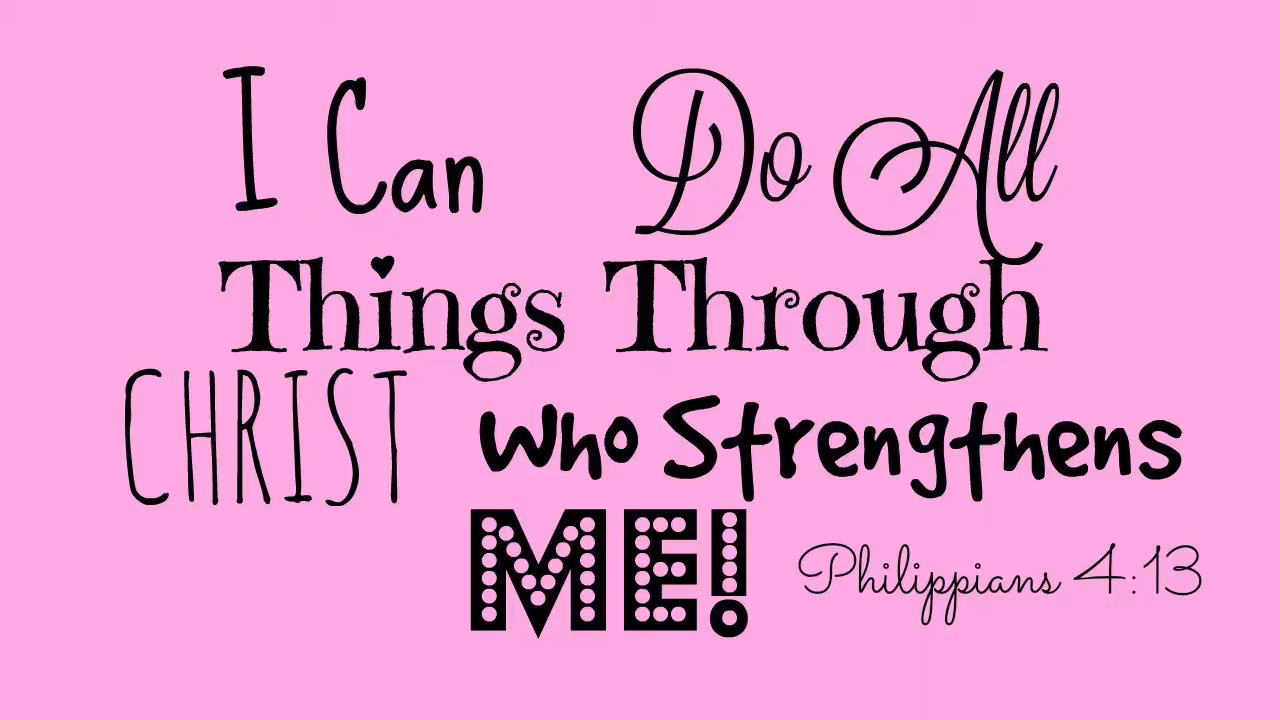 I Can Do All
Things Through
CHRIST Who Strengthens
ME! Philippians 4:13